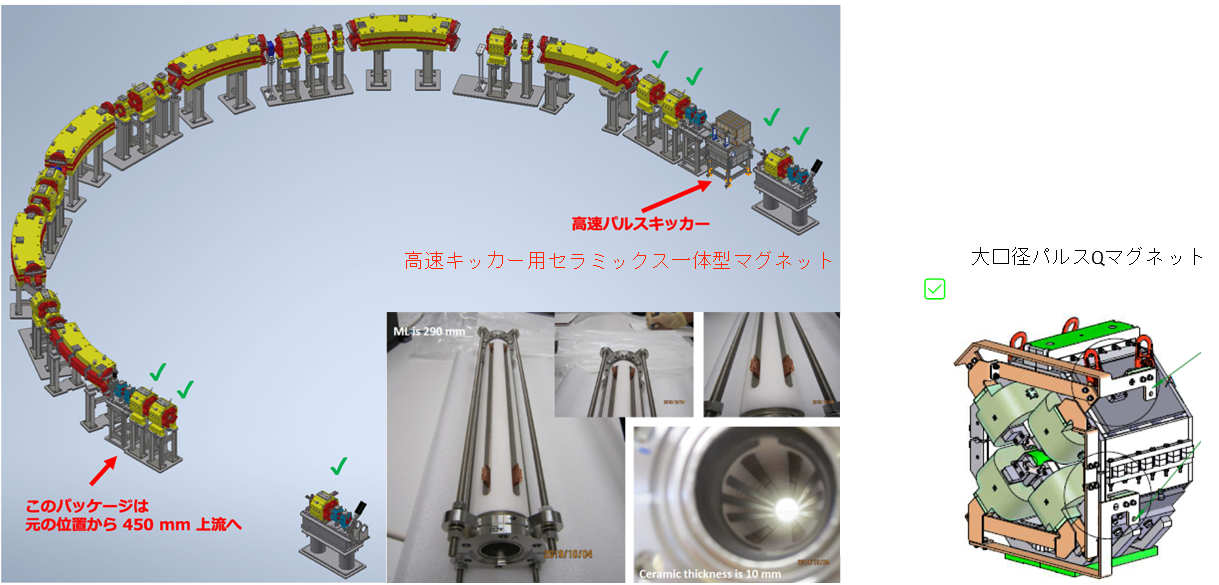 高速パルスキッカー
高速キッカー用セラミックス一体型マグネット
大口径パルスQマグネット
ML is 290 mm
2019/10/04
Ceramic thickness is 10 mm
このパッケージは
元の位置から 450 mm 上流へ